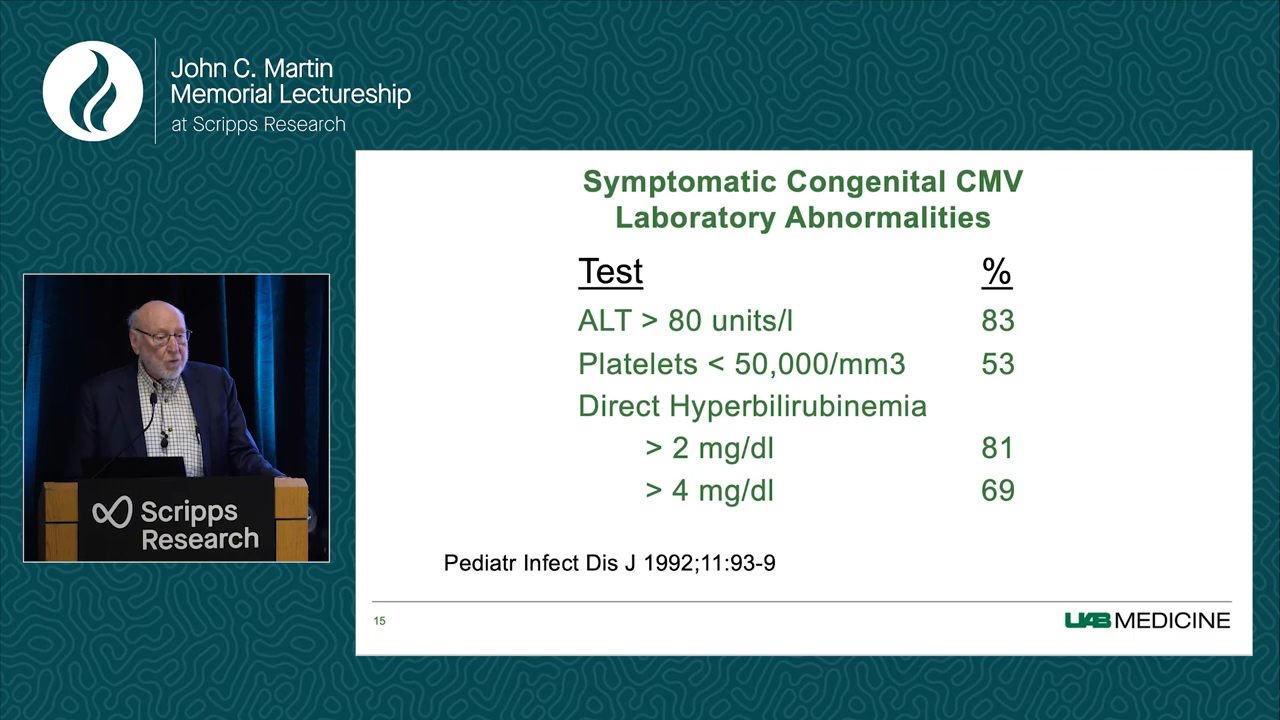 John C. Martin
Memorial Lectureship
at Scripps Research
Symptomatic Congenital CMV
Laboratory Abnormalities
Test %
ALT > 80 units/l 83
Platelets < 50,000/mm3 53
Direct Hyperbilirubinemia
> 2 mg/dl 81
> 4 mg/dl 69
Pediatr Infect Dis J 1992;11:93-9
15
UAB MEDICINE
Scripps
Research